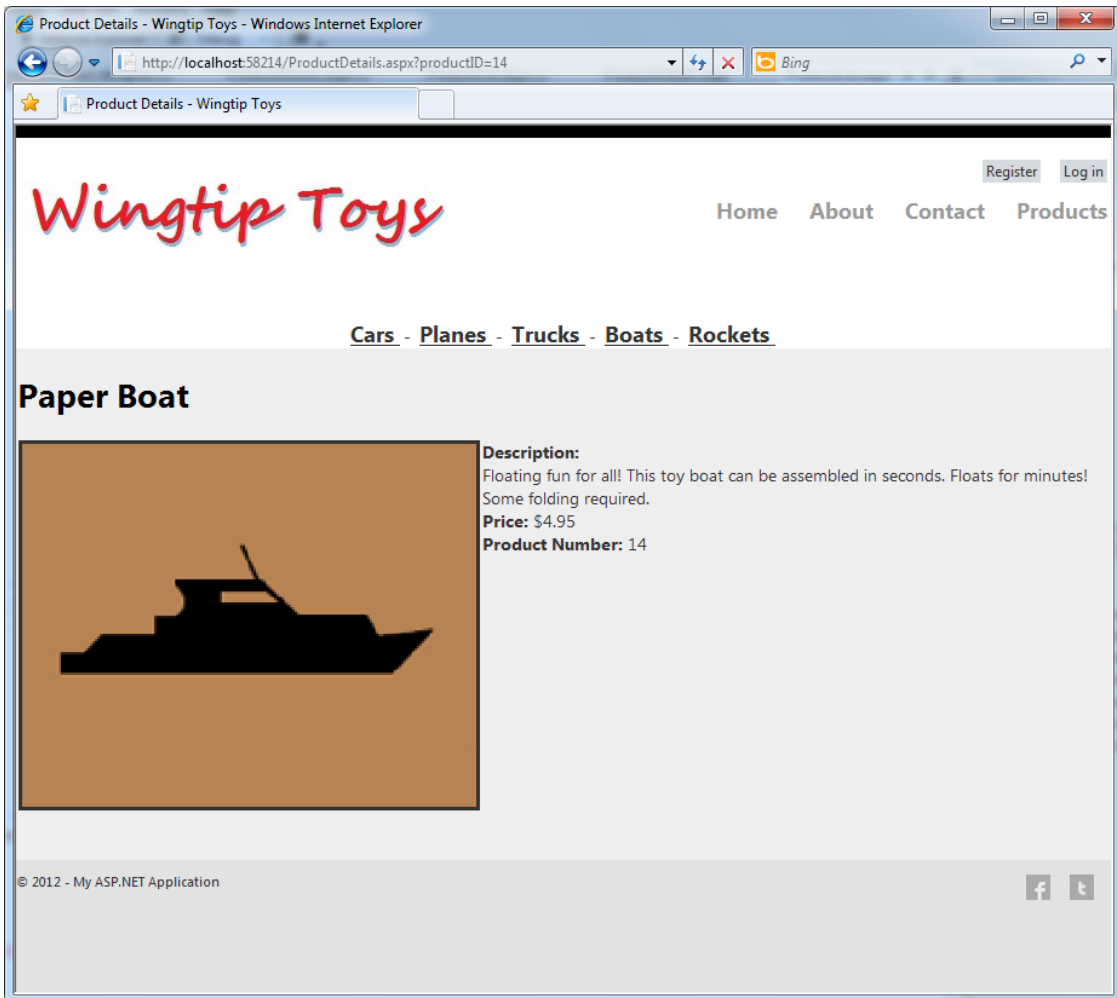 Product Details - Wingtip Toys - Windows Internet Explorer
http://localhost:58214/ProductDetails.aspx?productID=14
Bing
Product Details - Wingtip Toys
Register Log in
Wingtip Toys
Home About Contact Products
Cars - Planes - Trucks - Boats - Rockets
Paper Boat
Description:
Floating fun for all! This toy boat can be assembled in seconds. Floats for minutes!
Some folding required.
Price: $4.95
Product Number: 14
© 2012 - My ASP.NET Application